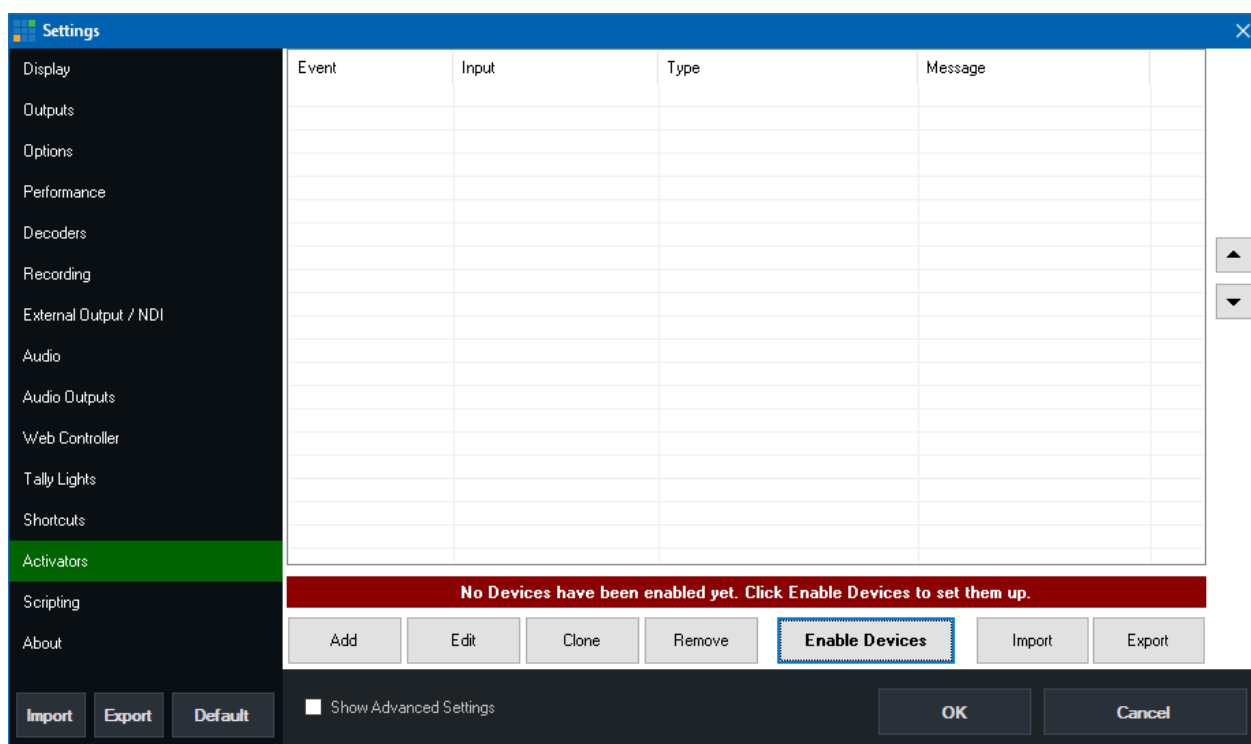 Settings
Display
Outputs
Options
Performance
Decoders
Recording
External Output / NDI
Audio
Audio Outputs
Web Controller
Tally Lights
Shortcuts
Activators
Scripting
About
Import Export Default
Event Input Type Message
No Devices have been enabled yet. Click Enable Devices to set them up.
Add Edit Clone Remove Enable Devices Import Export
Show Advanced Settings OK Cancel